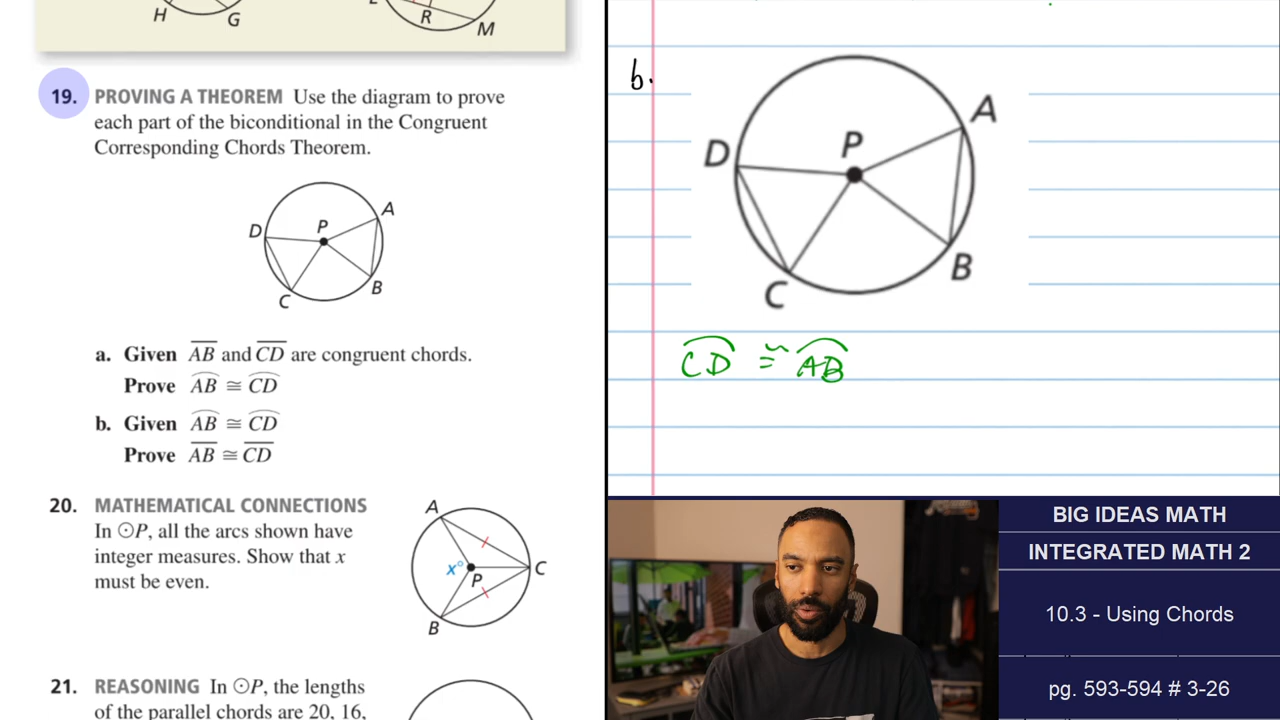 H
G
L
R
M
19. PROVING A THEOREM Use the diagram to prove
each part of the biconditional in the Congruent
Corresponding Chords Theorem.
A
D
P
C
B
a. Given AB and CD are congruent chords.
Prove AB ≅ CD
b. Given AB ≅ CD
Prove AB ≅ CD
20. MATHEMATICAL CONNECTIONS
In ⊙P, all the arcs shown have
integer measures. Show that x
must be even.
A
x°
P
C
B
21. REASONING In ⊙P, the lengths
of the parallel chords are 20, 16,
b.
A
D
P
B
C
CD ≅ AB
BIG IDEAS MATH
INTEGRATED MATH 2
10.3 - Using Chords
pg. 593-594 # 3-26